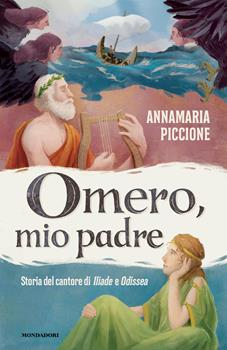 ANNAMARIA
PICCIONE
Omero,
mio padre
Storia del cantore di Iliade e Odissea
MONDADORI